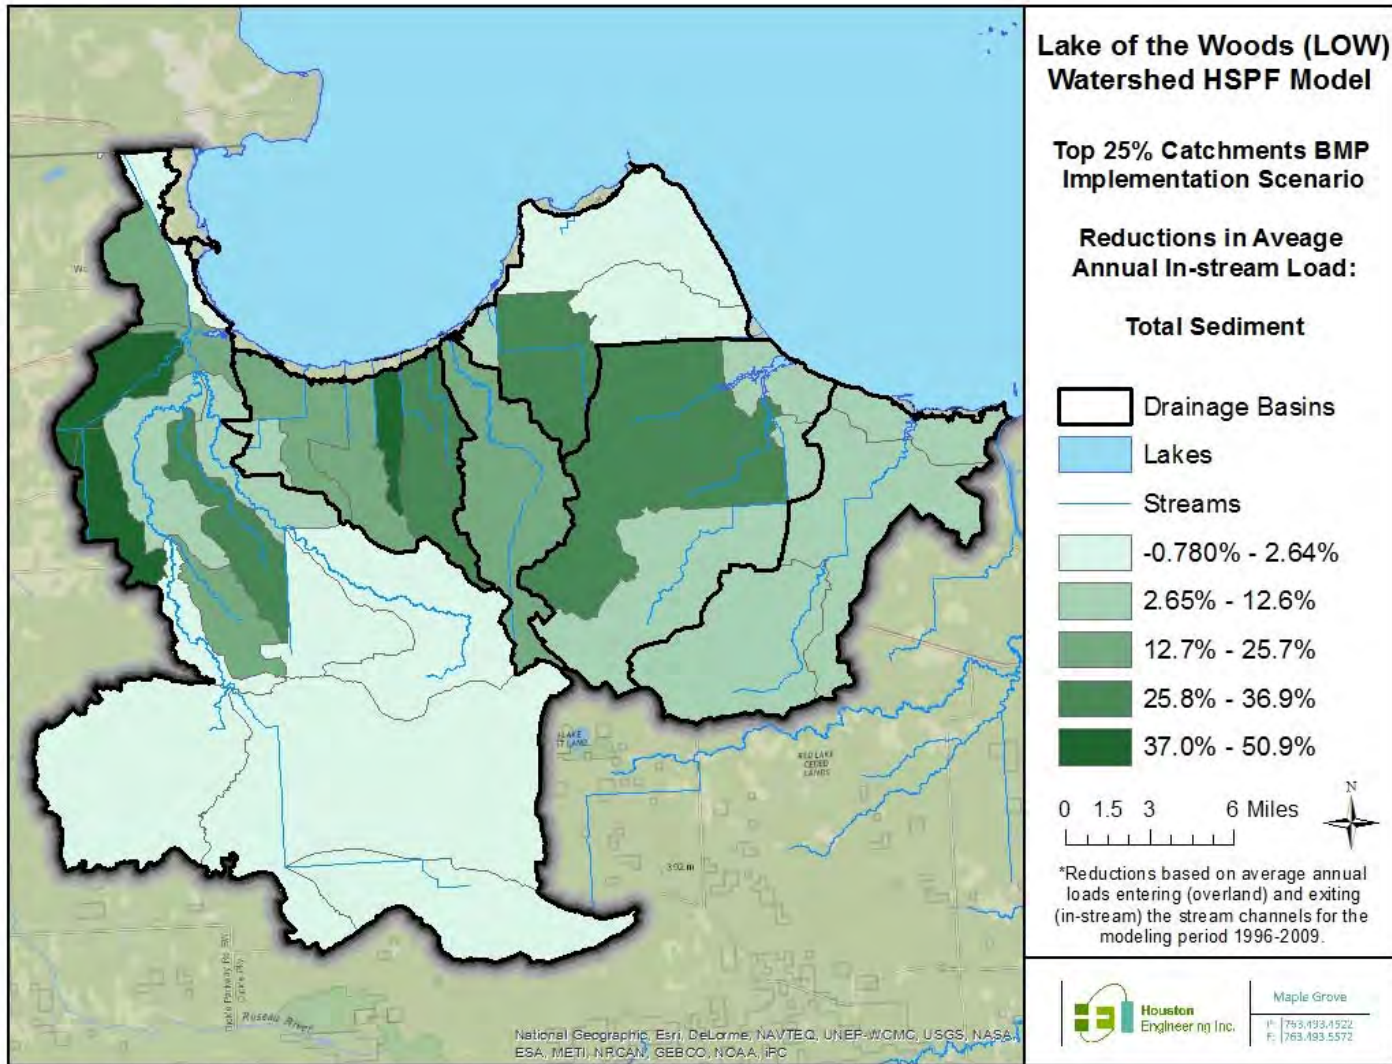 Lake of the Woods (LOW)
Watershed HSPF Model
Top 25% Catchments BMP
Implementation Scenario
Reductions in Aveage
Annual In-stream Load:
Total Sediment
Drainage Basins
Lakes
Streams
-0.780% - 2.64%
2.65% - 12.6%
12.7% - 25.7%
25.8% - 36.9%
37.0% - 50.9%
0 1.5 3 6 Miles
N
*Reductions based on average annual
loads entering (overland) and exiting
(in-stream) the stream channels for the
modeling period 1996-2009.
Houston
Engineering Inc.
Maple Grove
P: 763.493.4522
F: 763.493.5572
RED LAKE
CEDED
LANDS
392 m
Roseau River
National Geographic, Esri, DeLorme, NAVTEQ, UNEP-WCMC, USGS, NASA,
ESA, METI, NRCAN, GEBCO, NOAA, iPC